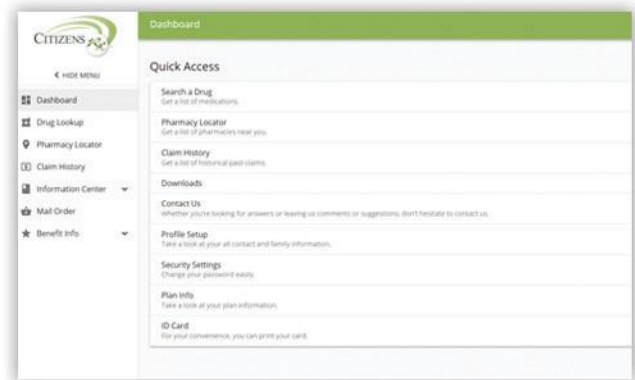 CITIZENS
HIDE MENU
Dashboard
Drug Lookup
Pharmacy Locator
Claim History
Information Center
Mail Order
Benefit Info
Dashboard
Quick Access
Search a Drug
Get a list of medications.
Pharmacy Locator
Get a list of pharmacies near you.
Claim History
Get a list of historical past claims.
Downloads
Contact Us
Whether you're looking for answers or leaving us comments or suggestions, don't hesitate to contact us.
Profile Setup
Take a look at your all contact and family information.
Security Settings
Change your password easily.
Plan Info
Take a look at your plan information.
ID Card
For your convenience, you can print your card.